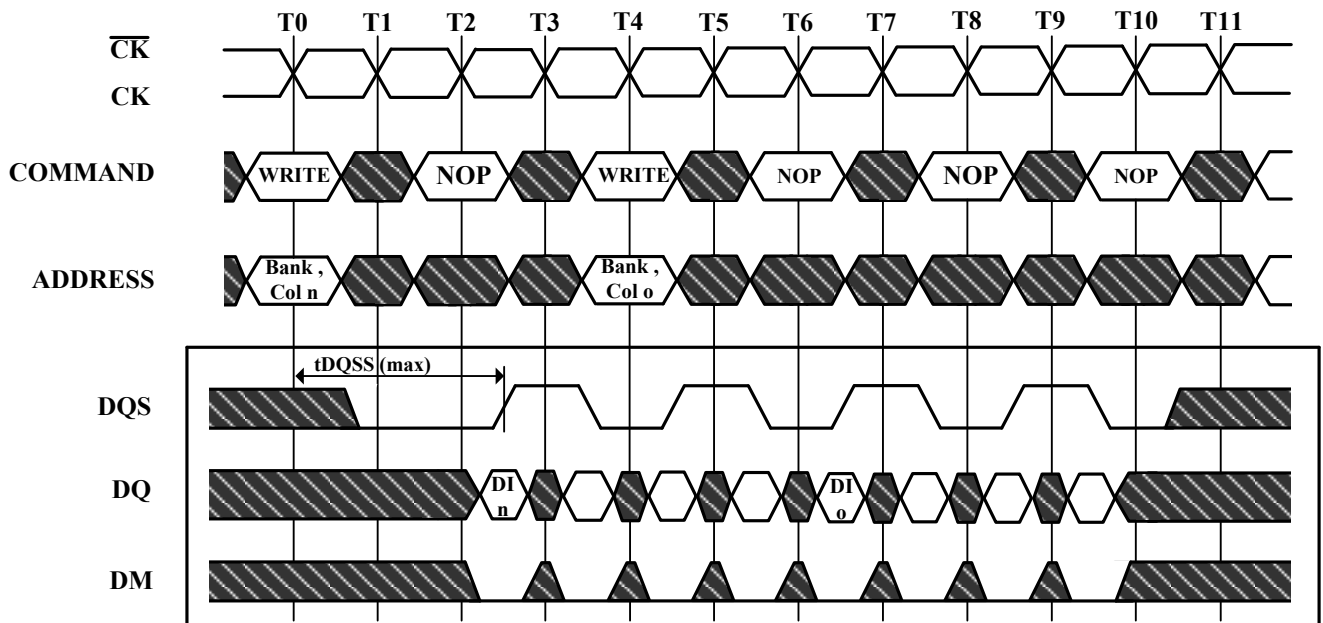 T0 T1 T2 T3 T4 T5 T6 T7 T8 T9 T10 T11
CK
CK
COMMAND WRITE NOP WRITE NOP NOP NOP
ADDRESS Bank , Bank ,
Col n Col o
tDQSS (max)
DQS
DQ DI DI
n o
DM